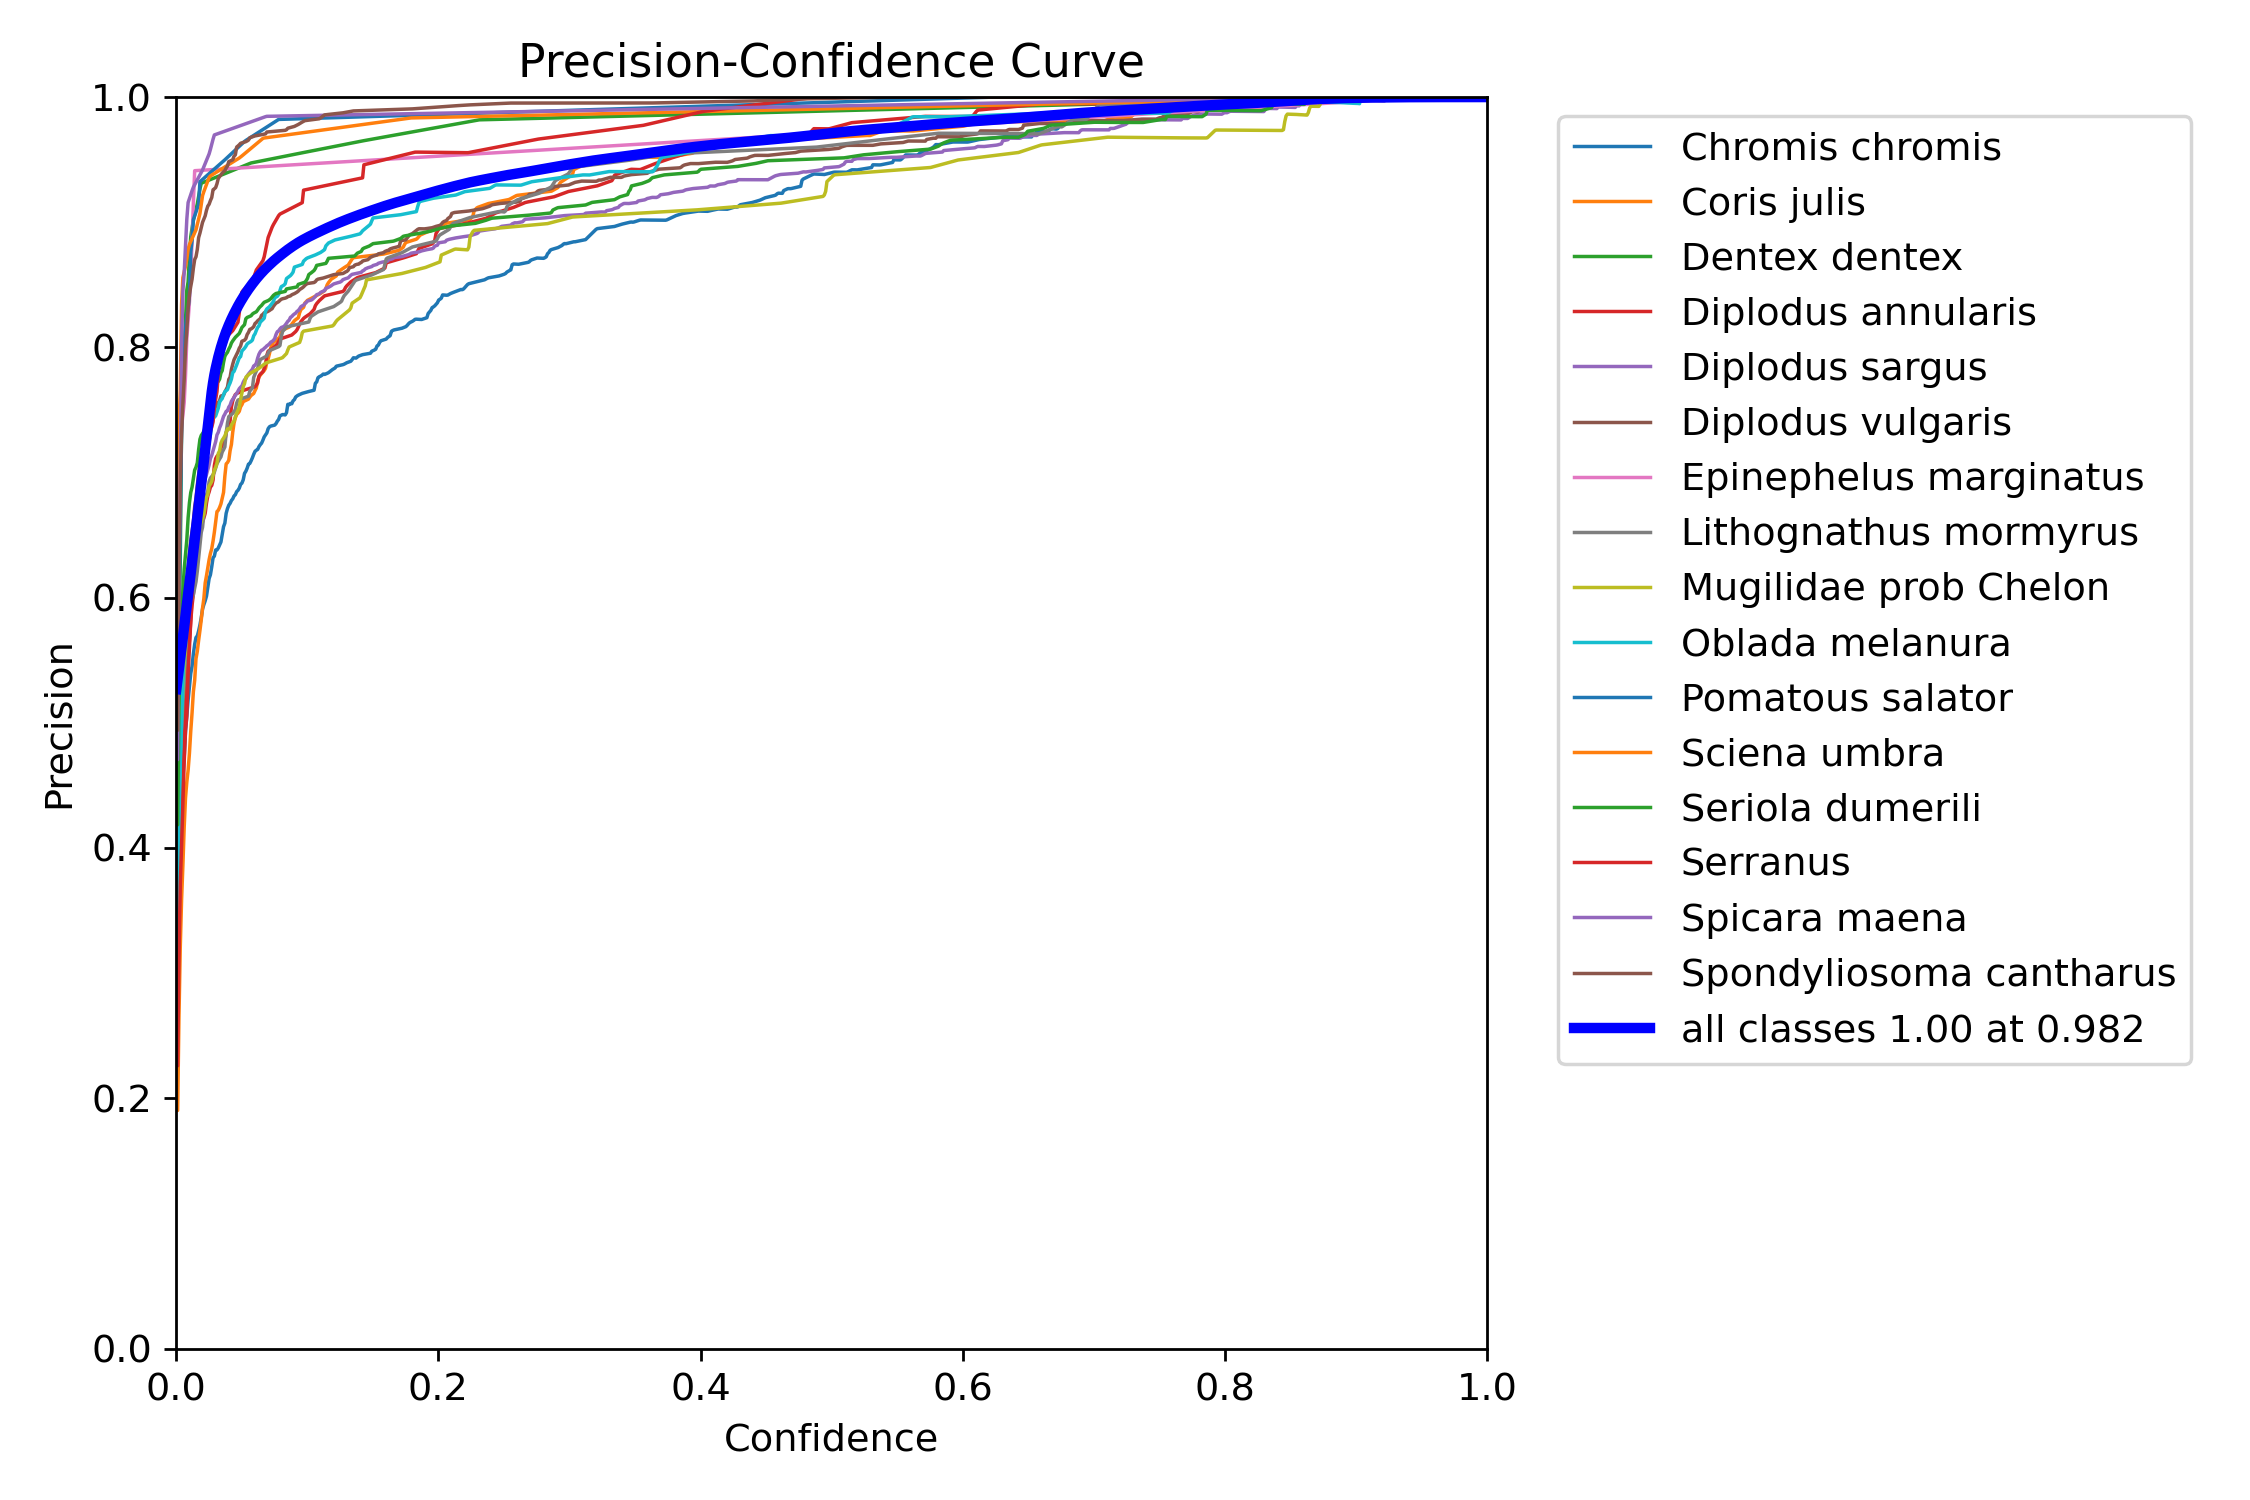 Precision-Confidence Curve
1.0
0.8
0.6
0.4
0.2
0.0
Precision
0.0 0.2 0.4 0.6 0.8 1.0
Confidence
Chromis chromis
Coris julis
Dentex dentex
Diplodus annularis
Diplodus sargus
Diplodus vulgaris
Epinephelus marginatus
Lithognathus mormyrus
Mugilidae prob Chelon
Oblada melanura
Pomatous salator
Sciena umbra
Seriola dumerili
Serranus
Spicara maena
Spondyliosoma cantharus
all classes 1.00 at 0.982